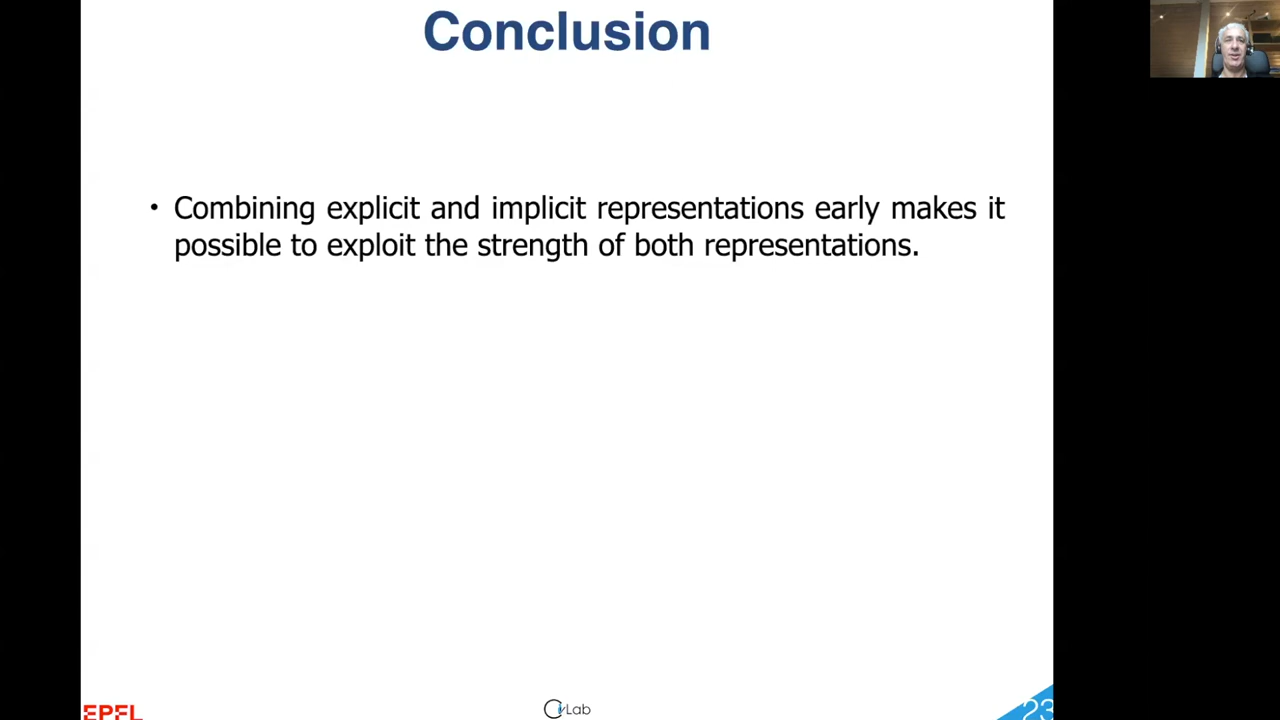 Conclusion
• Combining explicit and implicit representations early makes it
possible to exploit the strength of both representations.
EPFL
CvLab
23